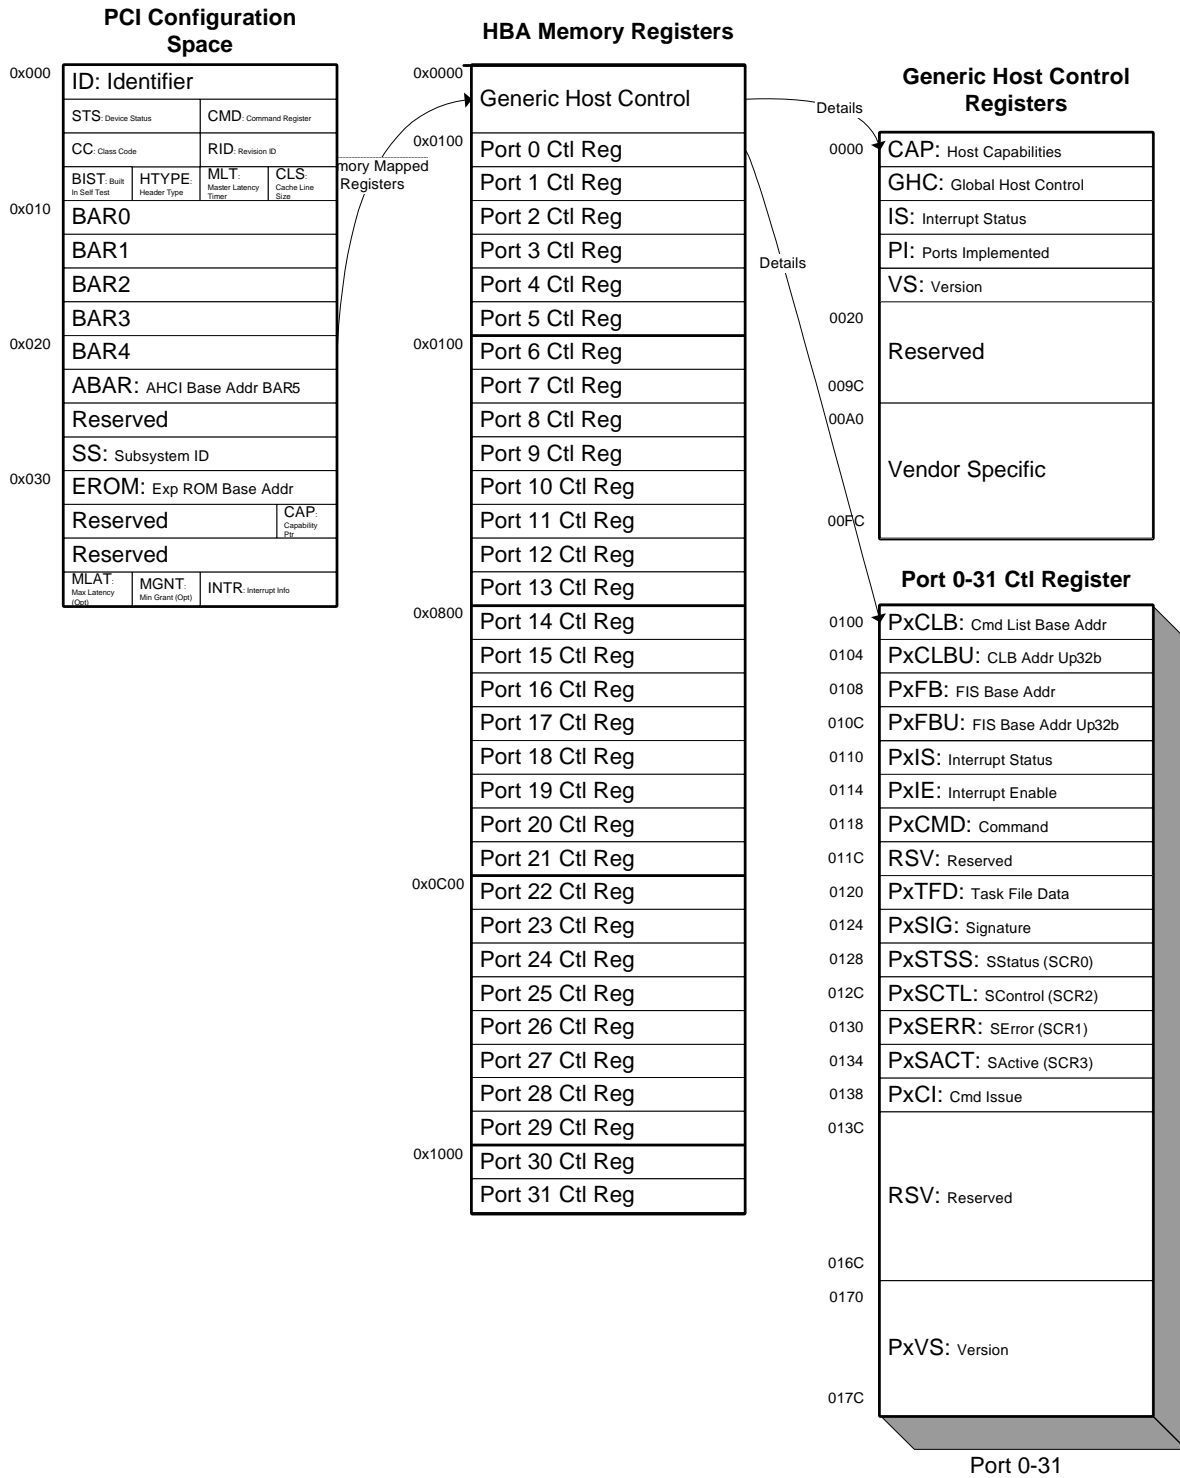 PCI Configuration
Space
0x000
ID: Identifier
STS: Device Status
CMD: Command Register
CC: Class Code
RID: Revision ID
BIST: Built
In Self Test
HTYPE:
Header Type
MLT:
Master Latency
Timer
CLS:
Cache Line
Size
0x010
BAR0
BAR1
BAR2
BAR3
0x020
BAR4
ABAR: AHCI Base Addr BAR5
Reserved
SS: Subsystem ID
0x030
EROM: Exp ROM Base Addr
Reserved
CAP:
Capability
Ptr
Reserved
MLAT:
Max Latency
(Opt)
MGNT:
Min Grant (Opt)
INTR: Interrupt Info
mory Mapped
Registers
HBA Memory Registers
0x0000
Generic Host Control
0x0100
Port 0 Ctl Reg
Port 1 Ctl Reg
Port 2 Ctl Reg
Port 3 Ctl Reg
Port 4 Ctl Reg
Port 5 Ctl Reg
0x0100
Port 6 Ctl Reg
Port 7 Ctl Reg
Port 8 Ctl Reg
Port 9 Ctl Reg
Port 10 Ctl Reg
Port 11 Ctl Reg
Port 12 Ctl Reg
Port 13 Ctl Reg
0x0800
Port 14 Ctl Reg
Port 15 Ctl Reg
Port 16 Ctl Reg
Port 17 Ctl Reg
Port 18 Ctl Reg
Port 19 Ctl Reg
Port 20 Ctl Reg
Port 21 Ctl Reg
0x0C00
Port 22 Ctl Reg
Port 23 Ctl Reg
Port 24 Ctl Reg
Port 25 Ctl Reg
Port 26 Ctl Reg
Port 27 Ctl Reg
Port 28 Ctl Reg
Port 29 Ctl Reg
0x1000
Port 30 Ctl Reg
Port 31 Ctl Reg
Details
Details
Generic Host Control
Registers
0000
CAP: Host Capabilities
GHC: Global Host Control
IS: Interrupt Status
PI: Ports Implemented
VS: Version
0020
Reserved
009C
00A0
Vendor Specific
00FC
Port 0-31 Ctl Register
0100
PxCLB: Cmd List Base Addr
0104
PxCLBU: CLB Addr Up32b
0108
PxFB: FIS Base Addr
010C
PxFBU: FIS Base Addr Up32b
0110
PxIS: Interrupt Status
0114
PxIE: Interrupt Enable
0118
PxCMD: Command
011C
RSV: Reserved
0120
PxTFD: Task File Data
0124
PxSIG: Signature
0128
PxSTSS: SStatus (SCR0)
012C
PxSCTL: SControl (SCR2)
0130
PxSERR: SError (SCR1)
0134
PxSACT: SActive (SCR3)
0138
PxCI: Cmd Issue
013C
RSV: Reserved
016C
0170
PxVS: Version
017C
Port 0-31